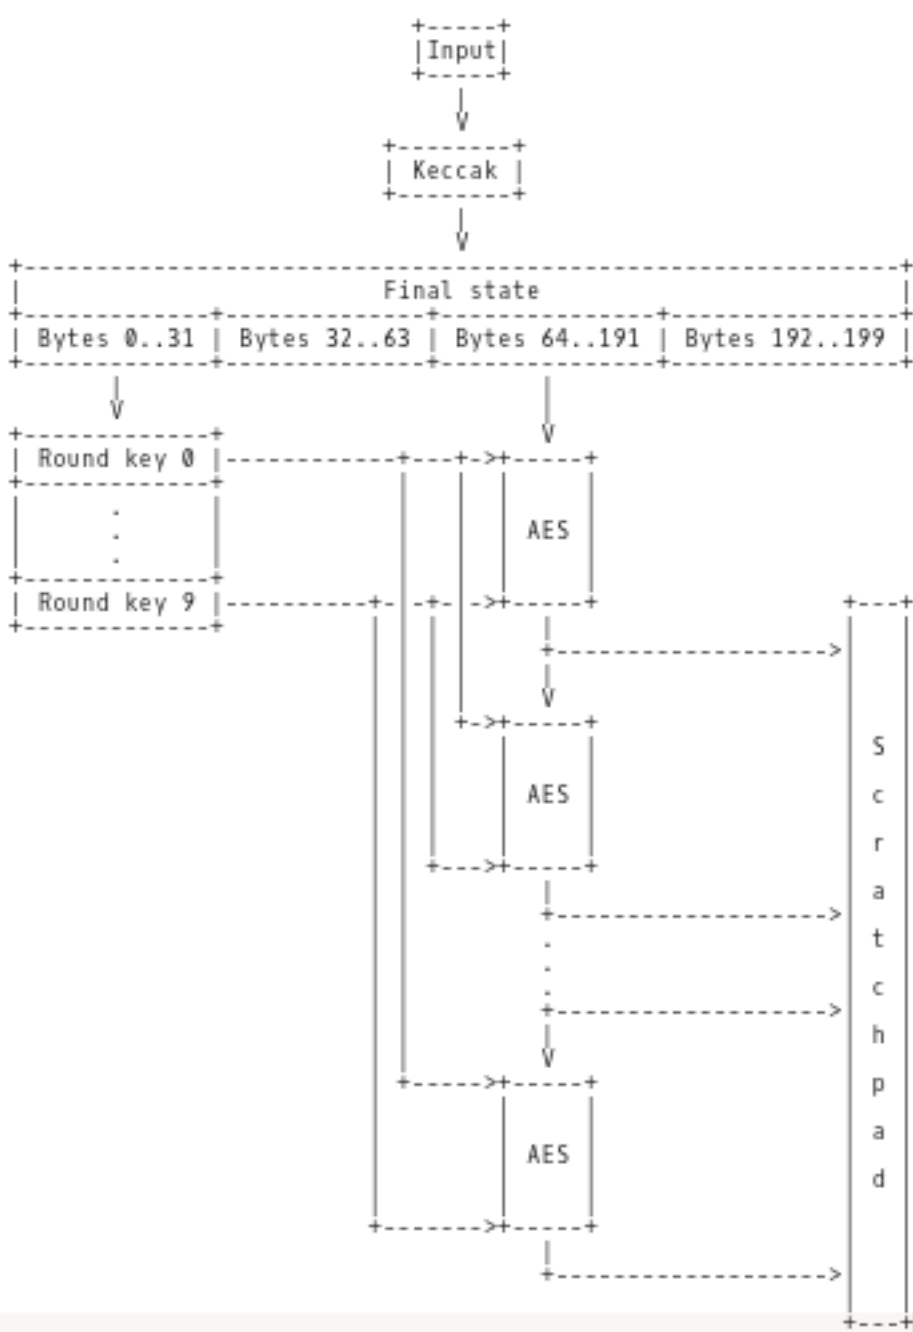 Input
Keccak
Final state
Bytes 0..31 | Bytes 32..63 | Bytes 64..191 | Bytes 192..199
Round key 0
.
.
.
AES
Round key 9
AES
.
.
.
AES
S
c
r
a
t
c
h
p
a
d